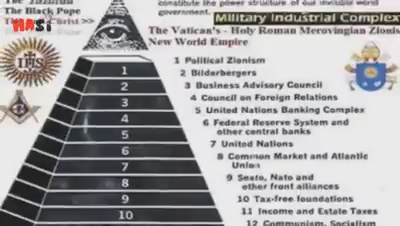 constitute the power structure of our invisible world
government.
The Black Pope
HASi
Military Industrial Complex
The Vatican's - Holy Roman Merovingian Zionis
New World Empire
IHS
1 Political Zionism
2 Bilderbergers
3 Business Advisory Council
4 Council on Foreign Relations
5 United Nations Banking Complex
6 Federal Reserve System and
other central banks
7 United Nations
8 Common Market and Atlantic
Union
9 Seato, Nato and
other front alliances
10 Tax-free foundations
11 Income and Estate Taxes
12 Communism, Socialism
1
2
3
4
5
6
7
8
9
10